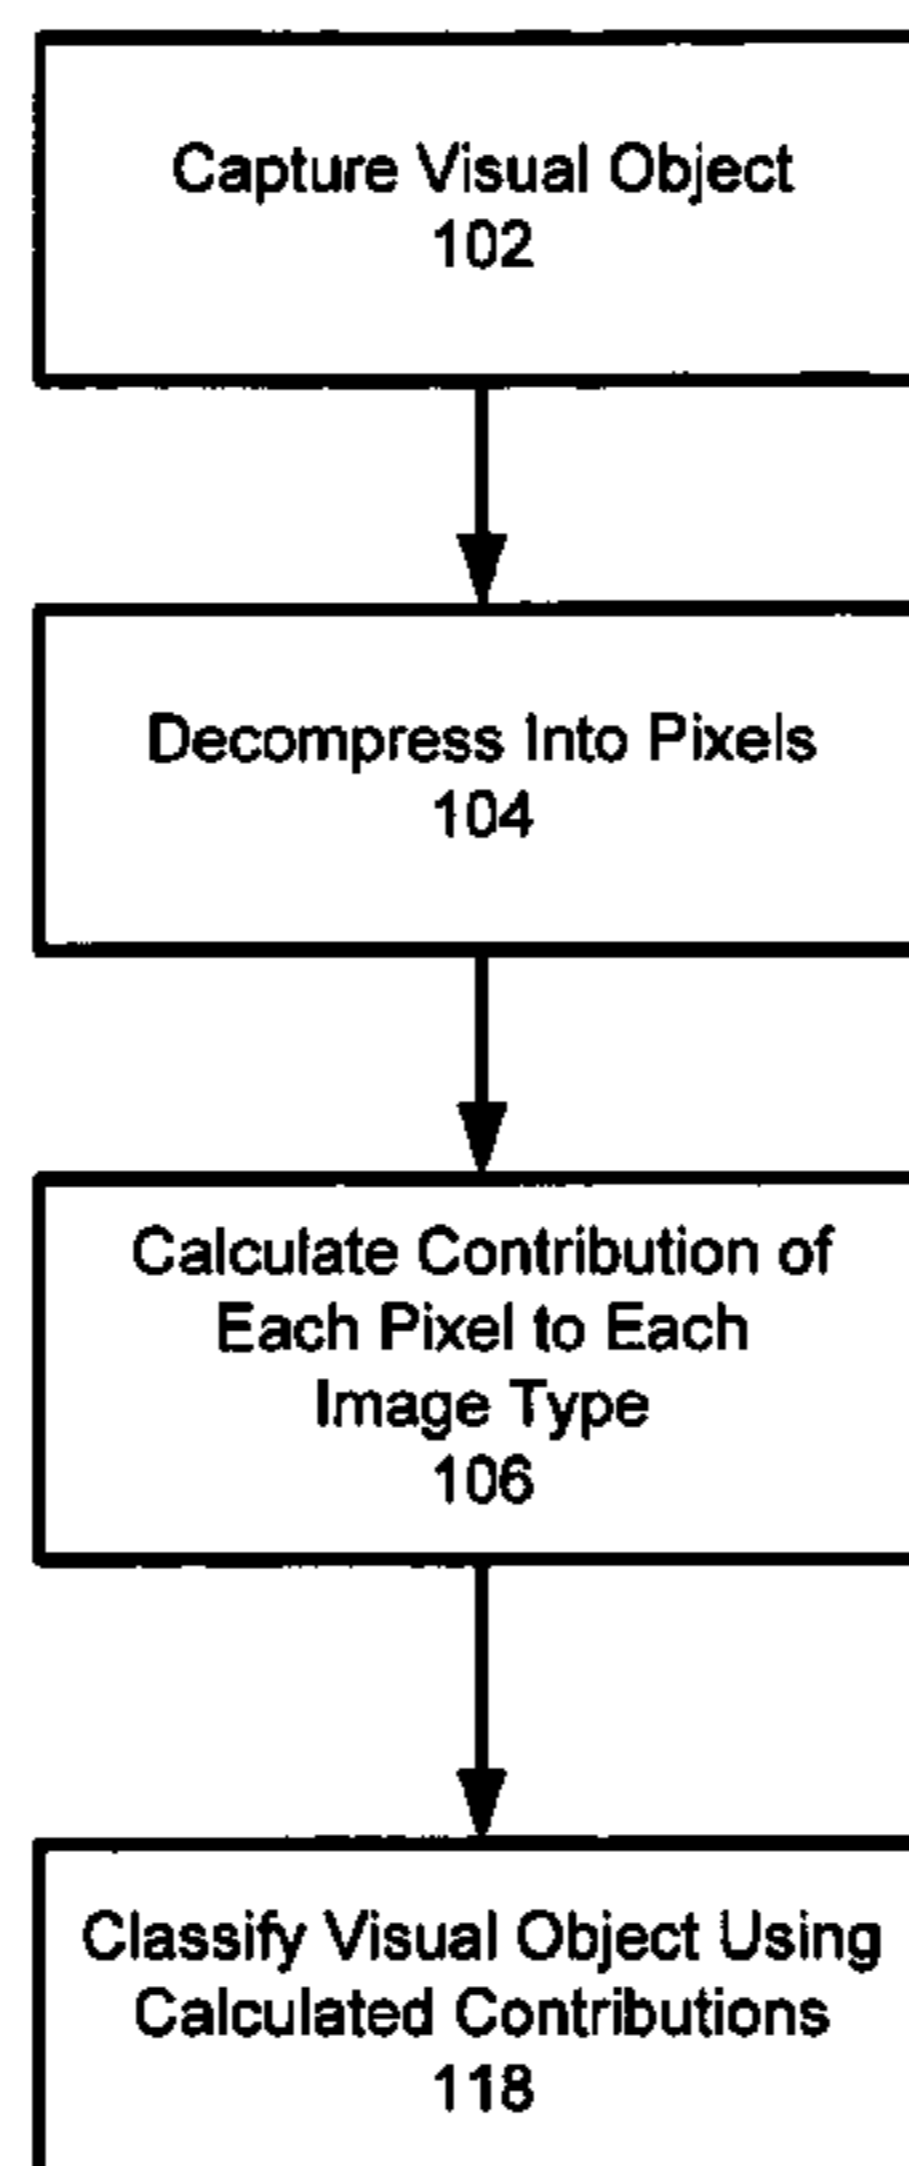 Capture Visual Object
102
Decompress Into Pixels
104
Calculate Contribution of
Each Pixel to Each
Image Type
106
Classify Visual Object Using
Calculated Contributions
118